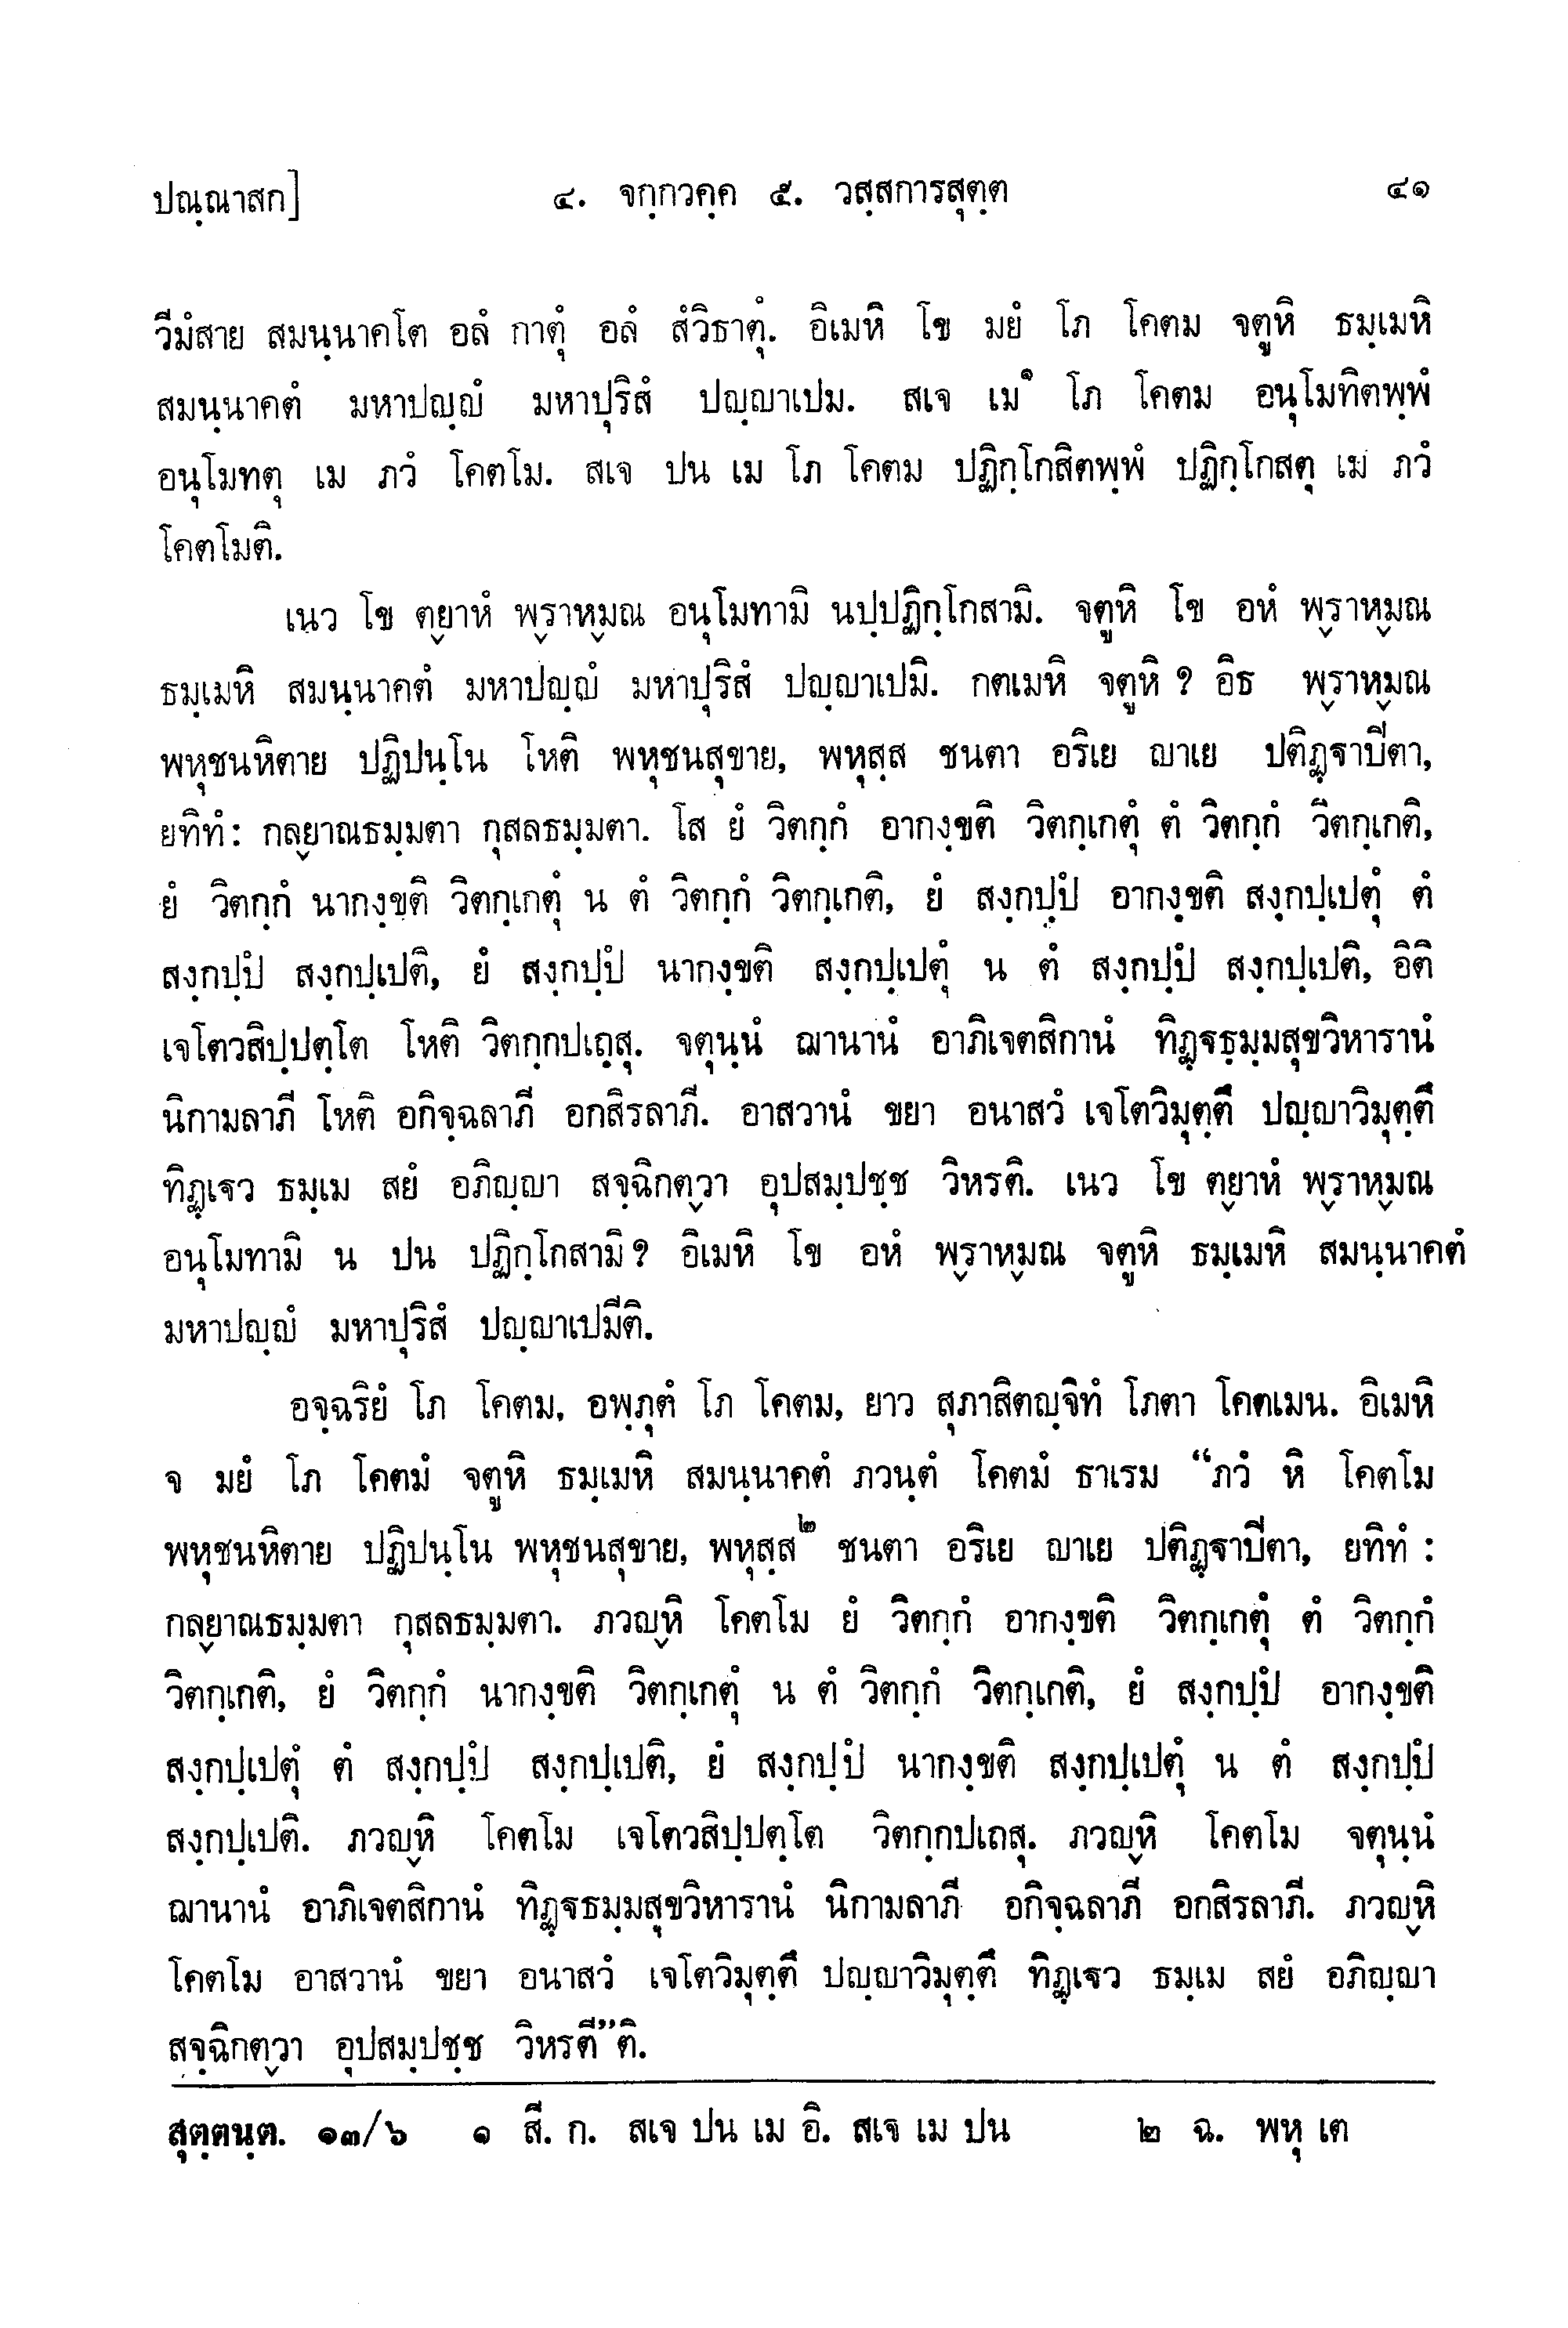 ปณฺณาสก]	๔. จกฺกวคฺค ๕. วสฺสการสุตฺต	๔๑
วีมํสาย สมนฺนาคโต อลํ กาตุํ อลํ สํวิธาตุํ. อิเมหิ โข มยํ โภ โคตม จตูหิ ธมฺเมหิ
สมนฺนาคตํ มหาปญฺญํ มหาปุริสํ ปญฺญาเปม. สเจ เม๑ โภ โคตม อนุโมทิตพฺพํ
อนุโมทตุ เม ภวํ โคตโม. สเจ ปน เม โภ โคตม ปฏิกฺโกสิตพฺพํ ปฏิกฺโกสตุ เม ภวํ
โคตโมติ.
เนว โข ตฺยาหํ พฺราหฺมณ อนุโมทามิ นปฺปฏิกฺโกสามิ. จตูหิ โข อหํ พฺราหฺมณ
ธมฺเมหิ สมนฺนาคตํ มหาปญฺญํ มหาปุริสํ ปญฺญาเปมิ. กตเมหิ จตูหิ ? อิธ พฺราหฺมณ
พหุชนหิตาย ปฏิปนฺโน โหติ พหุชนสุขาย, พหุสฺส ชนตา อริเย ญาเย ปติฏฺฐาปิตา,
ยทิทํ: กลฺยาณธมฺมตา กุสลธมฺมตา. โส ยํ วิตกฺกํ อากงฺขติ วิตกฺเกตุํ ตํ วิตกฺกํ วิตกฺเกติ,
ยํ วิตกฺกํ นากงฺขติ วิตกฺเกตุํ น ตํ วิตกฺกํ วิตกฺเกติ, ยํ สงฺกปฺปํ อากงฺขติ สงฺกปฺเปตุํ ตํ
สงฺกปฺปํ สงฺกปฺเปติ, ยํ สงฺกปฺปํ นากงฺขติ สงฺกปฺเปตุํ น ตํ สงฺกปฺปํ สงฺกปฺเปติ, อิติ
เจโตวสิปฺปตฺโต โหติ วิตกฺกปเถสุ. จตุนฺนํ ฌานานํ อาภิเจตสิกานํ ทิฏฺฐธมฺมสุขวิหารานํ
นิกามลาภี โหติ อกิจฺฉลาภี อกสิรลาภี. อาสวานํ ขยา อนาสวํ เจโตวิมุตฺตึ ปญฺญาวิมุตฺตึ
ทิฏฺเฐว ธมฺเม สยํ อภิญฺญา สจฺฉิกตฺวา อุปสมฺปชฺช วิหรติ. เนว โข ตฺยาหํ พฺราหฺมณ
อนุโมทามิ น ปน ปฏิกฺโกสามิ ? อิเมหิ โข อหํ พฺราหฺมณ จตูหิ ธมฺเมหิ สมนฺนาคตํ
มหาปญฺญํ มหาปุริสํ ปญฺญาเปมีติ.
อจฺฉริยํ โภ โคตม, อพฺภุตํ โภ โคตม, ยาว สุภาสิตญฺจิทํ โภตา โคตเมน. อิเมหิ
จ มยํ โภ โคตมํ จตูหิ ธมฺเมหิ สมนฺนาคตํ ภวนฺตํ โคตมํ ธาเรม “ภวํ หิ โคตโม
พหุชนหิตาย ปฏิปนฺโน พหุชนสุขาย, พหุสฺส๒ ชนตา อริเย ญาเย ปติฏฺฐาปิตา, ยทิทํ :
กลฺยาณธมฺมตา กุสลธมฺมตา. ภวญฺหิ โคตโม ยํ วิตกฺกํ อากงฺขติ วิตกฺเกตุํ ตํ วิตกฺกํ
วิตกฺเกติ, ยํ วิตกฺกํ นากงฺขติ วิตกฺเกตุํ น ตํ วิตกฺกํ วิตกฺเกติ, ยํ สงฺกปฺปํ อากงฺขติ
สงฺกปฺเปตุํ ตํ สงฺกปฺปํ สงฺกปฺเปติ, ยํ สงฺกปฺปํ นากงฺขติ สงฺกปฺเปตุํ น ตํ สงฺกปฺปํ
สงฺกปฺเปติ. ภวญฺหิ โคตโม เจโตวสิปฺปตฺโต วิตกฺกปเถสุ. ภวญฺหิ โคตโม จตุนฺนํ
ฌานานํ อาภิเจตสิกานํ ทิฏฺฐธมฺมสุขวิหารานํ นิกามลาภี อกิจฺฉลาภี อกสิรลาภี. ภวญฺหิ
โคตโม อาสวานํ ขยา อนาสวํ เจโตวิมุตฺตึ ปญฺญาวิมุตฺตึ ทิฏฺเฐว ธมฺเม สยํ อภิญฺญา
สจฺฉิกตฺวา อุปสมฺปชฺช วิหรตี”ติ.
สุตฺตนฺต. ๑๓/๖ ๑ สี. ก. สเจ ปน เม อิ. สเจ เม ปน ๒ ฉ. พหุ เต